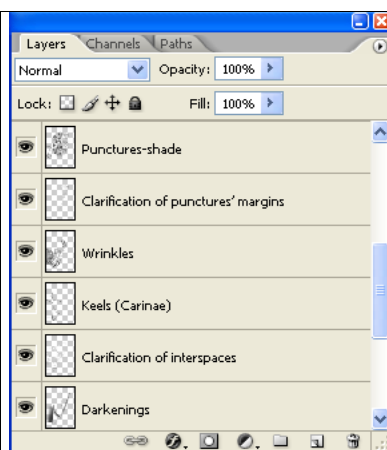 Layers Channels Paths
Normal Opacity: 100%
Lock: Fill: 100%
Punctures-shade
Clarification of punctures' margins
Wrinkles
Keels (Carinae)
Clarification of interspaces
Darkenings